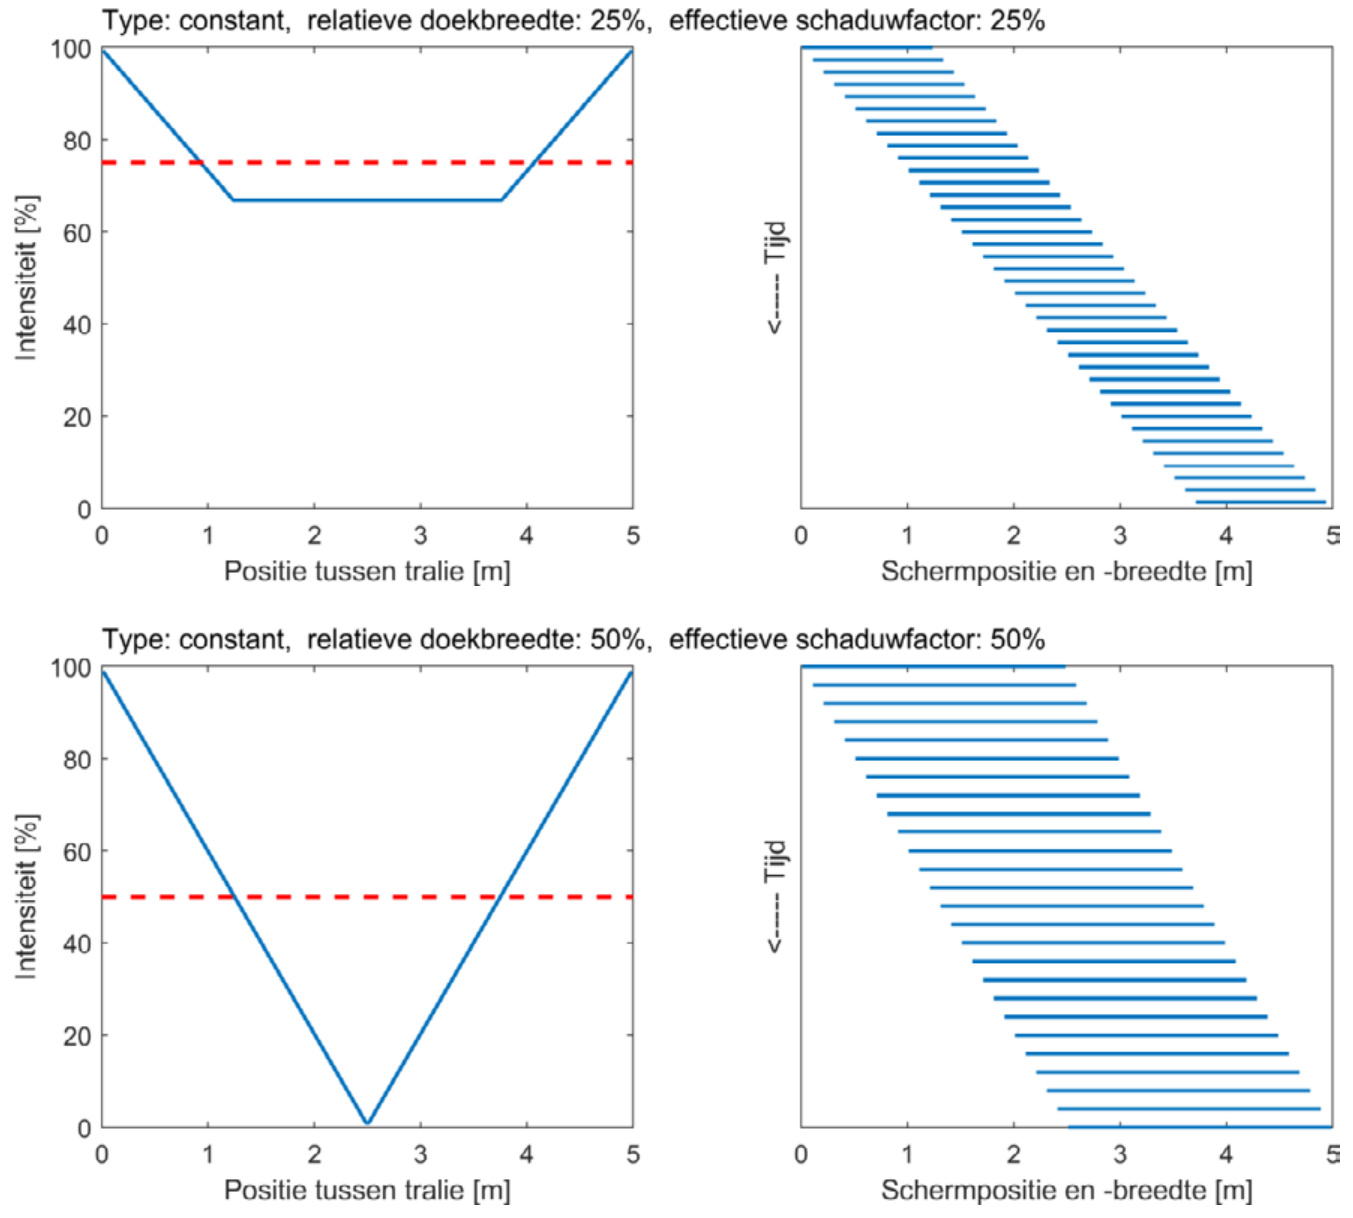 Type: constant,  relatieve doekbreedte: 25%,  effectieve schaduwfactor: 25%
100
80
60
40
20
0
Intensiteit [%]
0 1 2 3 4 5
Positie tussen tralie [m]
<------ Tijd
0 1 2 3 4 5
Schermpositie en -breedte [m]
Type: constant,  relatieve doekbreedte: 50%,  effectieve schaduwfactor: 50%
100
80
60
40
20
0
Intensiteit [%]
0 1 2 3 4 5
Positie tussen tralie [m]
<------ Tijd
0 1 2 3 4 5
Schermpositie en -breedte [m]